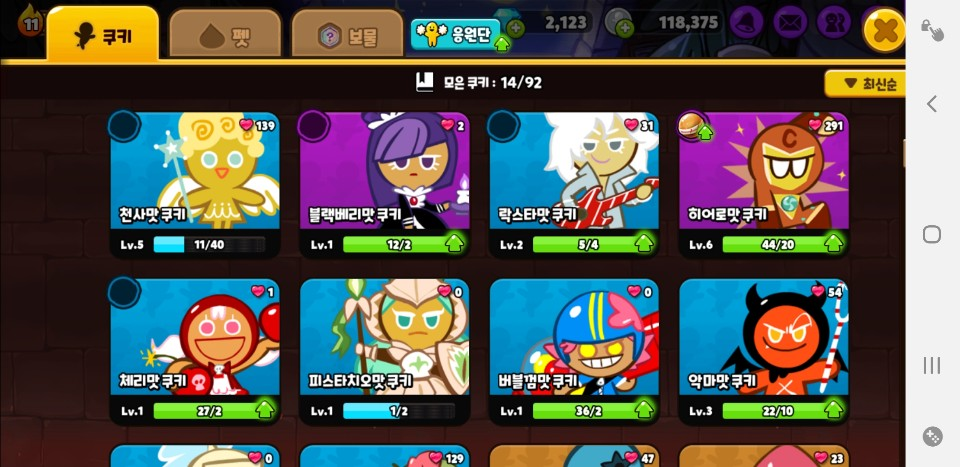 11 쿠키 펫 보물 응원단 2,123 118,375
모은 쿠키 : 14/92 최신순
139 2 31 291
C
천사맛 쿠키 블랙베리맛 쿠키 락스타맛 쿠키 히어로맛 쿠키
Lv.5 11/40 Lv.1 12/2 Lv.2 5/4 Lv.6 44/20
1 0 0 54
체리맛 쿠키 피스타치오맛 쿠키 버블껌맛 쿠키 악마맛 쿠키
Lv.1 27/2 Lv.1 1/2 Lv.1 36/2 Lv.3 22/10
0 129 47 23